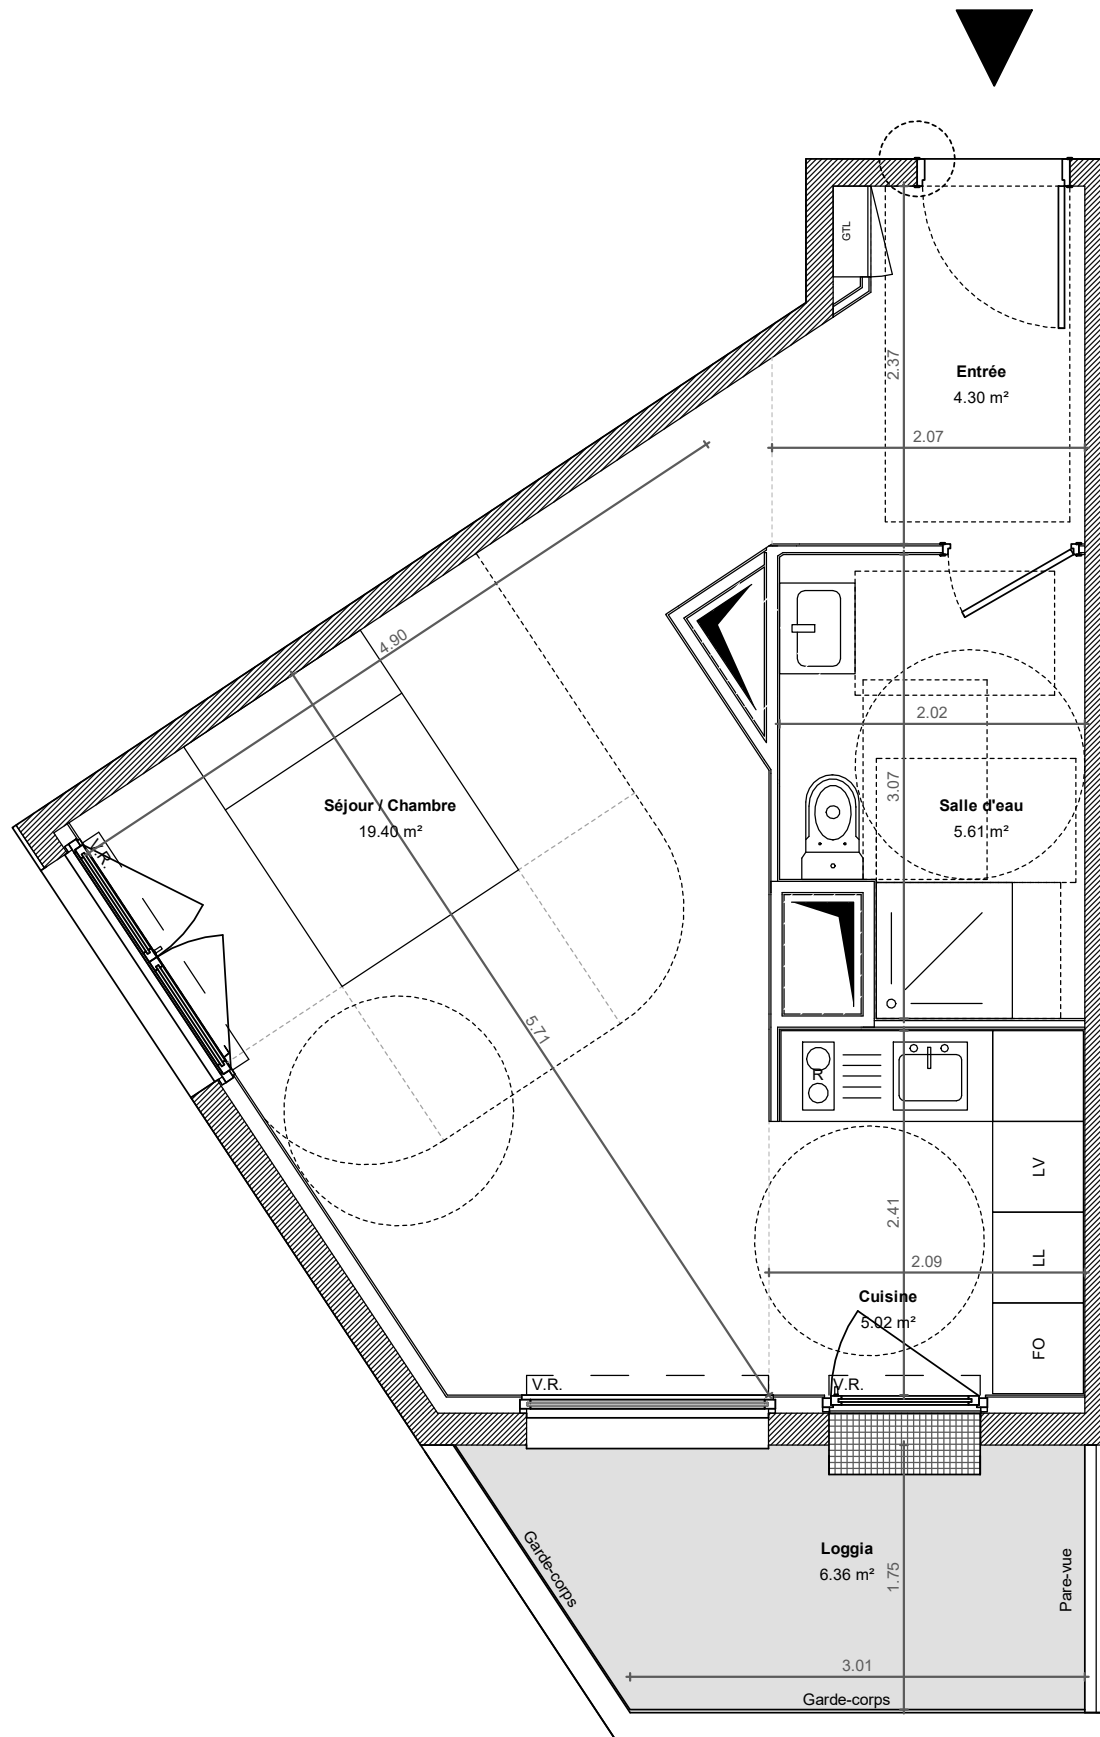 GTL
2.37
Entrée
4.30 m²
2.07
4.90
2.02
3.07
Séjour / Chambre
19.40 m²
Salle d'eau
5.61 m²
V.R.
5.71
R
LV
2.41
LL
2.09
Cuisine
5.02 m²
FO
V.R.
V.R.
Garde-corps
Loggia
6.36 m²
1.75
Pare-vue
3.01
Garde-corps